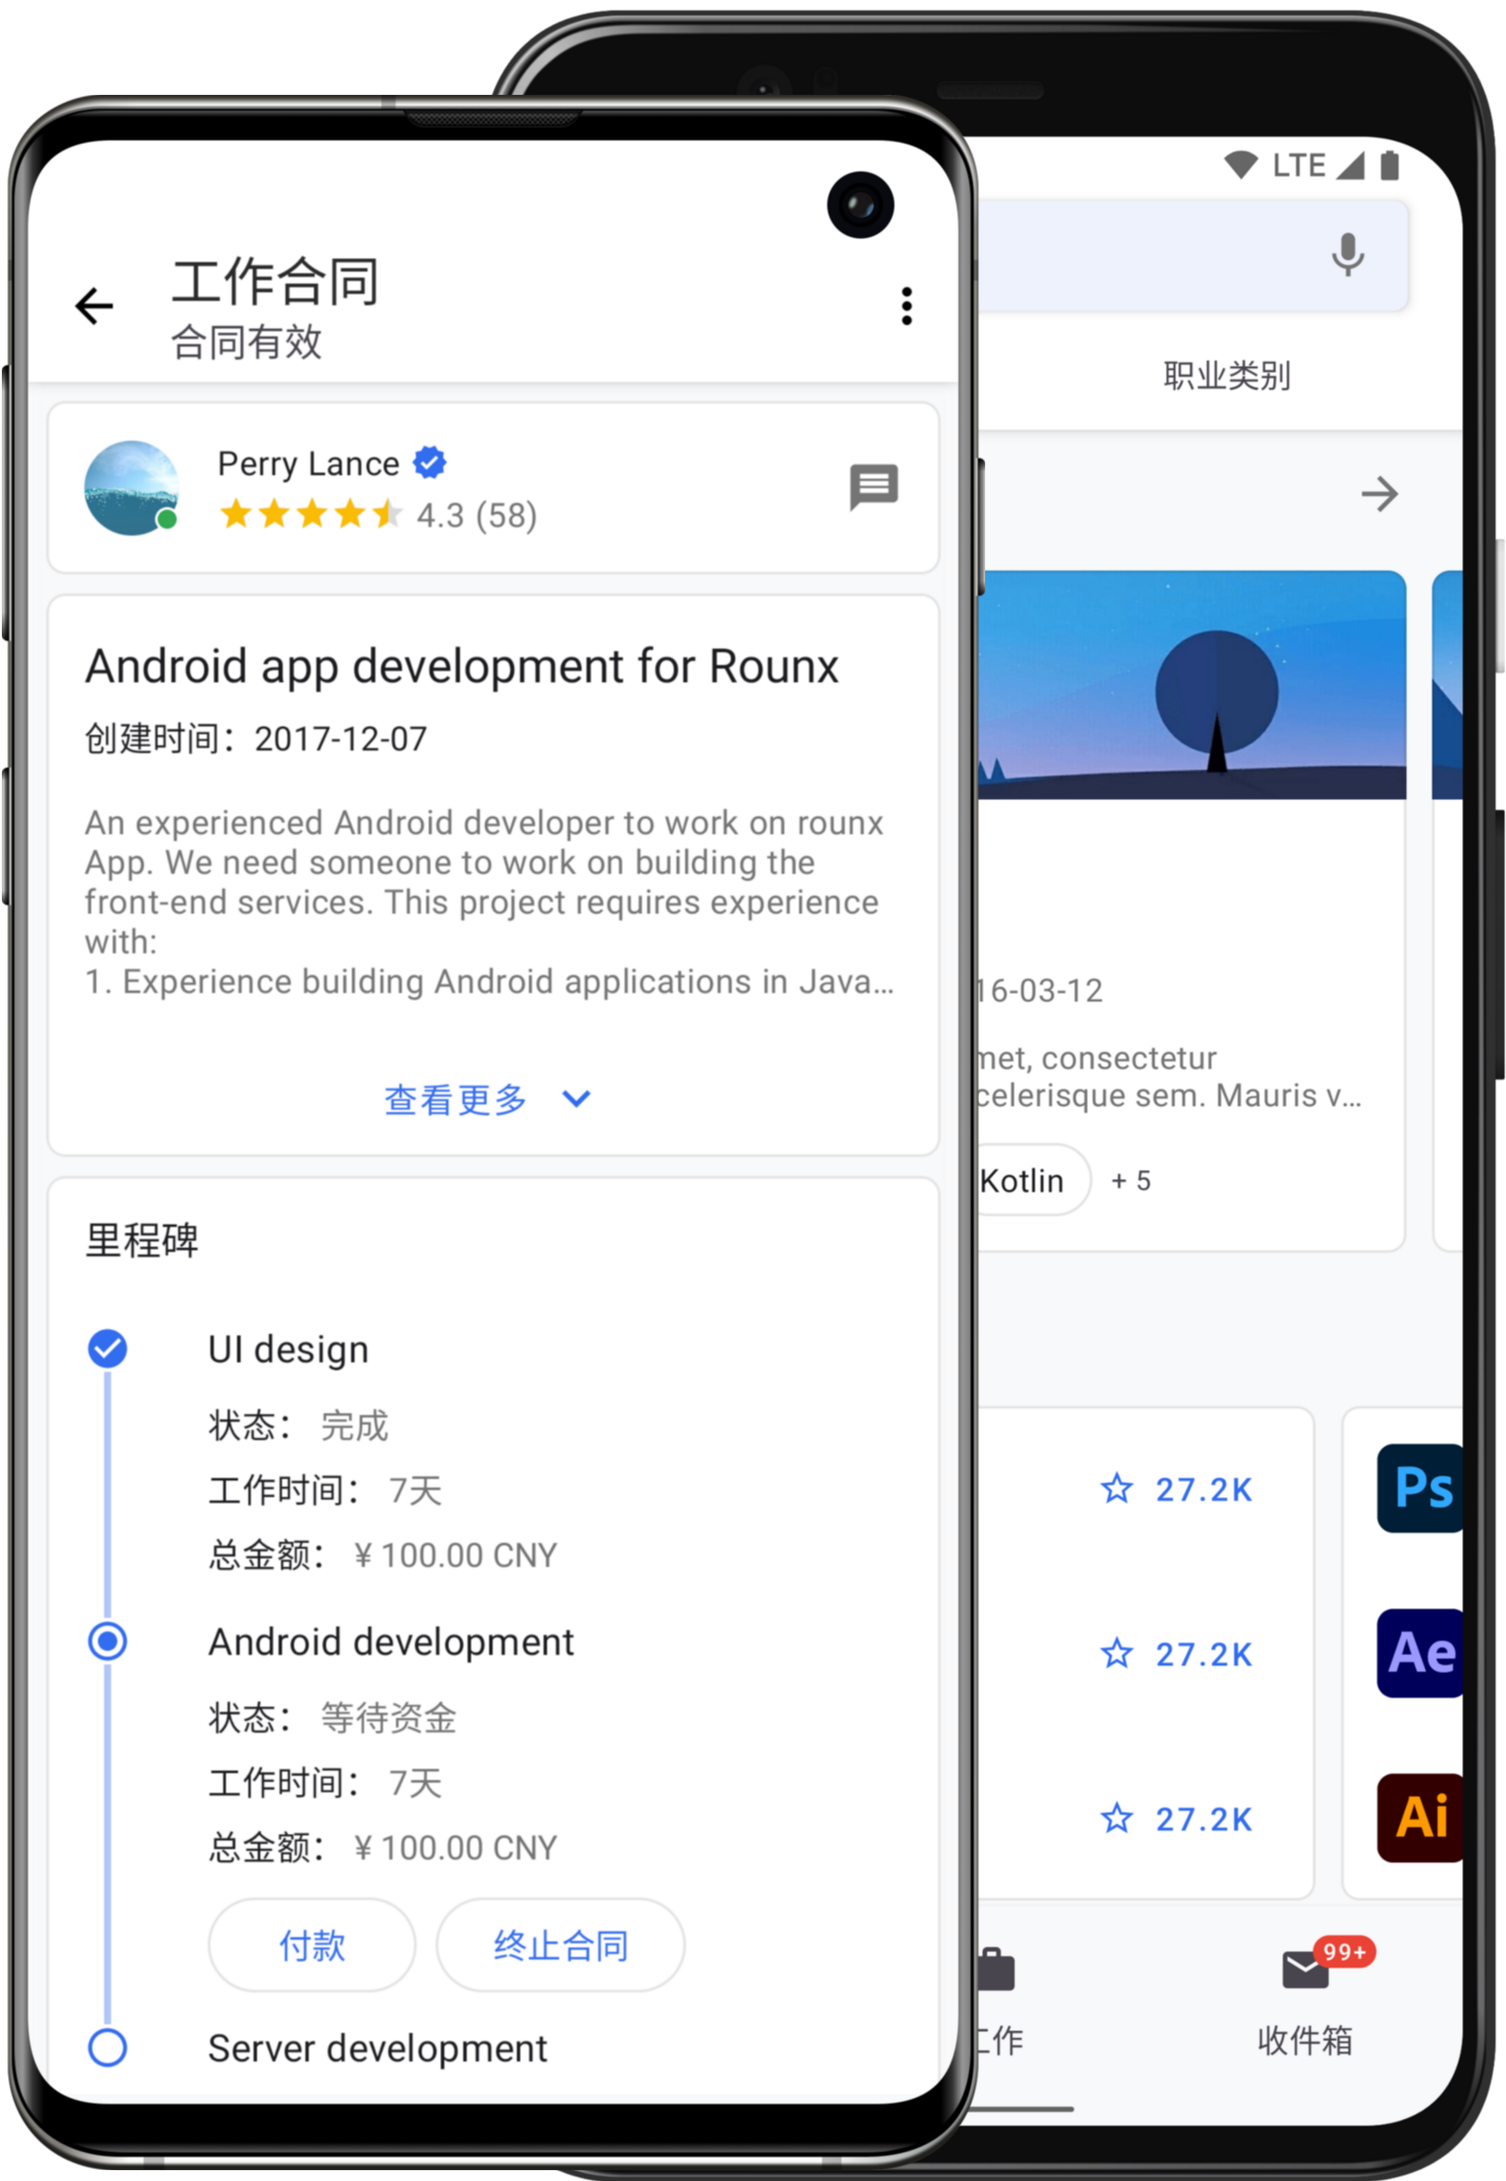 工作合同
合同有效
Perry Lance
4.3 (58)
Android app development for Rounx
创建时间：2017-12-07
An experienced Android developer to work on rounx
App. We need someone to work on building the
front-end services. This project requires experience
with:
1. Experience building Android applications in Java...
查看更多
里程碑
UI design
状态： 完成
工作时间： 7天
总金额： ¥ 100.00 CNY
Android development
状态： 等待资金
工作时间： 7天
总金额： ¥ 100.00 CNY
付款 终止合同
Server development
LTE
职业类别
16-03-12
met, consectetur
celerisque sem. Mauris v...
Kotlin + 5
27.2K Ps
27.2K Ae
27.2K Ai
99+
工作 收件箱